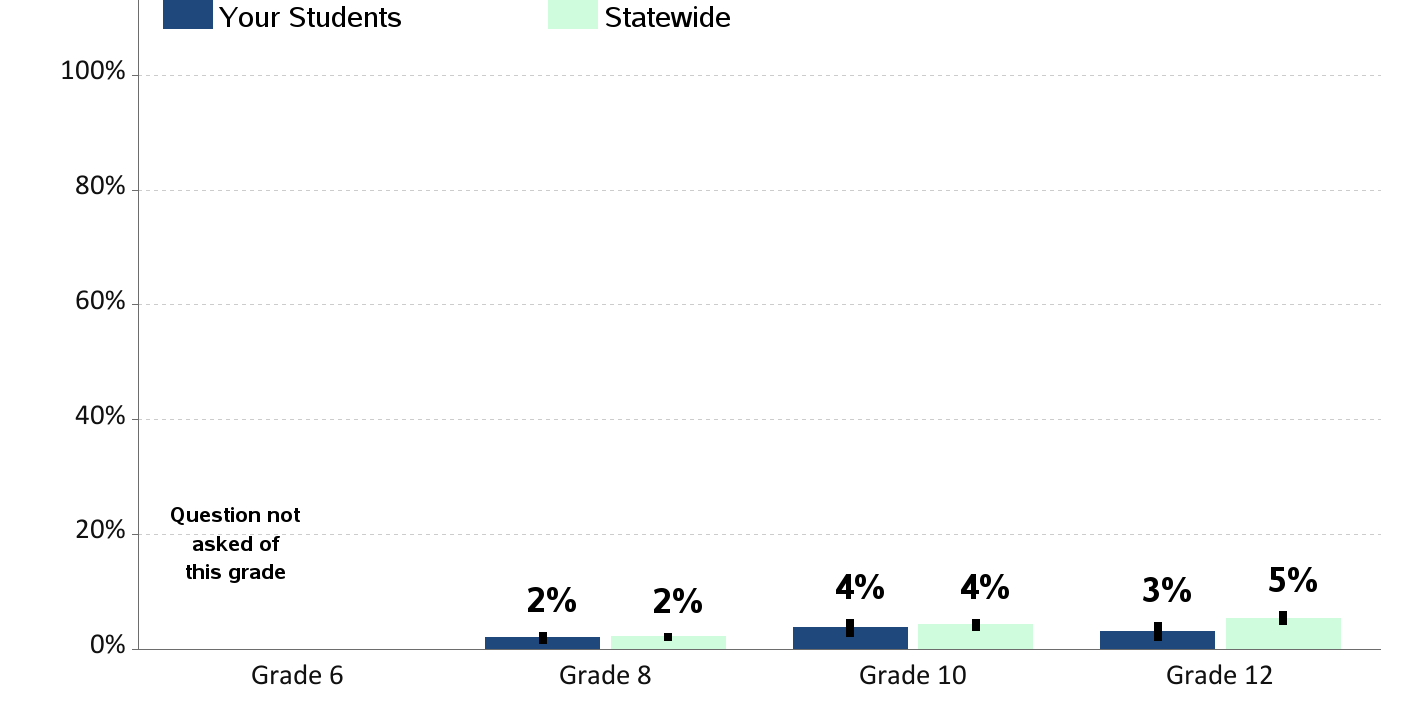 Your Students
Statewide
100%
80%
60%
40%
20%
0%
Question not
asked of
this grade
2%
2%
4%
4%
3%
5%
Grade 6
Grade 8
Grade 10
Grade 12